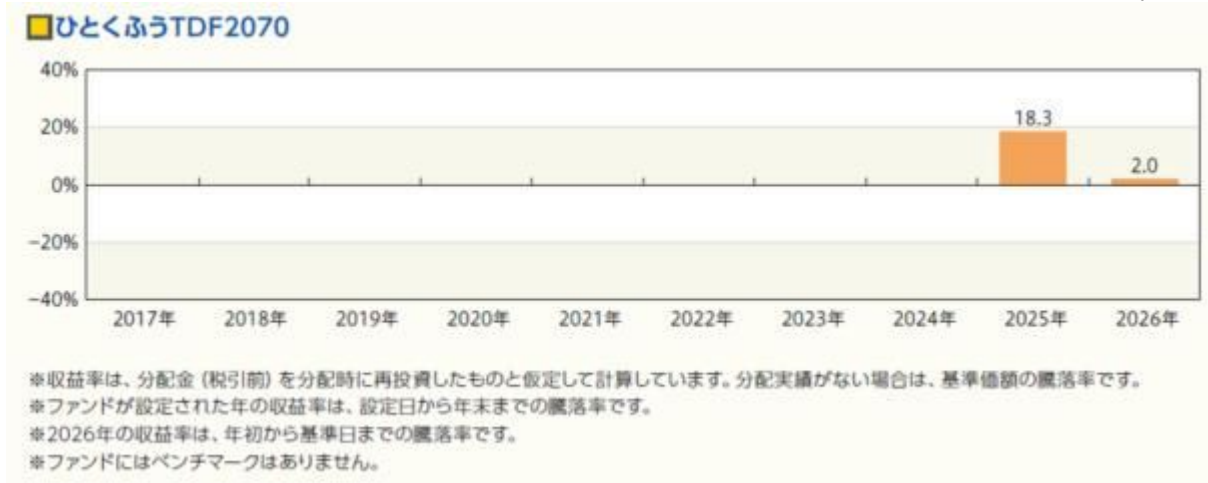 ひとくふうTDF2070
40%
18.3
20%
2.0
0%
-20%
-40%
2017年 2018年 2019年 2020年 2021年 2022年 2023年 2024年 2025年 2026年
※収益率は、分配金（税引前）を分配時に再投資したものと仮定して計算しています。分配実績がない場合は、基準価額の騰落率です。
※ファンドが設定された年の収益率は、設定日から年末までの騰落率です。
※2026年の収益率は、年初から基準日までの騰落率です。
※ファンドにはベンチマークはありません。